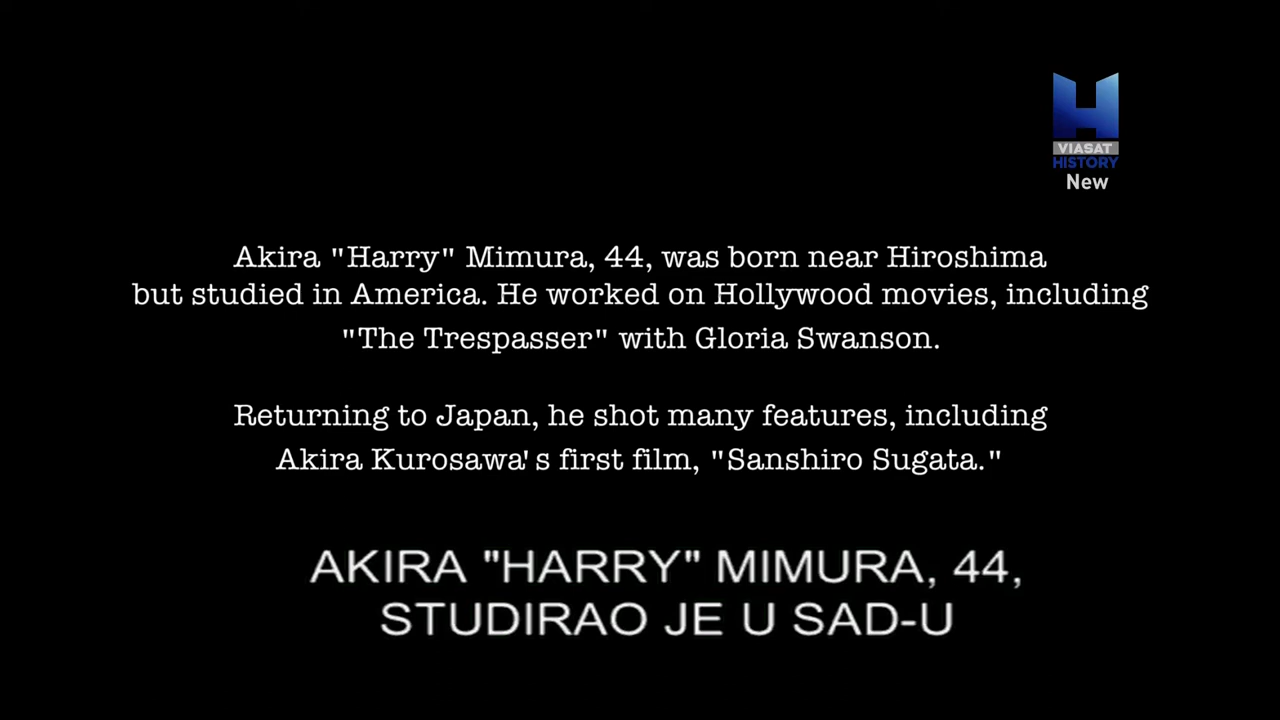 VIASAT
HISTORY
New
Akira "Harry" Mimura, 44, was born near Hiroshima
but studied in America. He worked on Hollywood movies, including
"The Trespasser" with Gloria Swanson.
Returning to Japan, he shot many features, including
Akira Kurosawa's first film, "Sanshiro Sugata."
AKIRA "HARRY" MIMURA, 44,
STUDIRAO JE U SAD-U